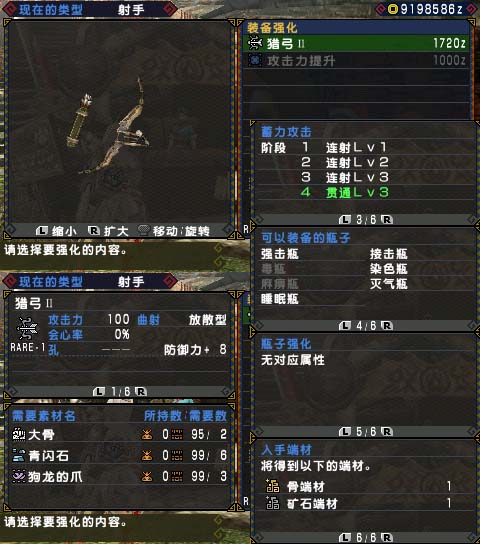 现在的类型 射手
9198586z
装备强化
猎弓II 1720z
攻击力提升 1000z
L 缩小 R 扩大 移动/旋转
请选择要强化的内容。
蓄力攻击
阶段 1 连射Lv1
2 连射Lv2
3 连射Lv3
4 贯通Lv3
L 3/6 R
可以装备的瓶子
强击瓶 接击瓶
毒瓶 染色瓶
麻痹瓶 灭气瓶
睡眠瓶
L 4/6 R
瓶子强化
无对应属性
L 5/6 R
入手端材
将得到以下的端材。
骨端材 1
矿石端材 1
L 6/6 R
现在的类型 射手
猎弓II
攻击力 100 曲射 放散型
会心率 0%
RARE-1 孔 --- 防御力+ 8
L 1/6 R
需要素材名 所持数/需要数
大骨 0 95/ 2
青闪石 0 99/ 6
狗龙的爪 0 99/ 3
请选择要强化的内容。